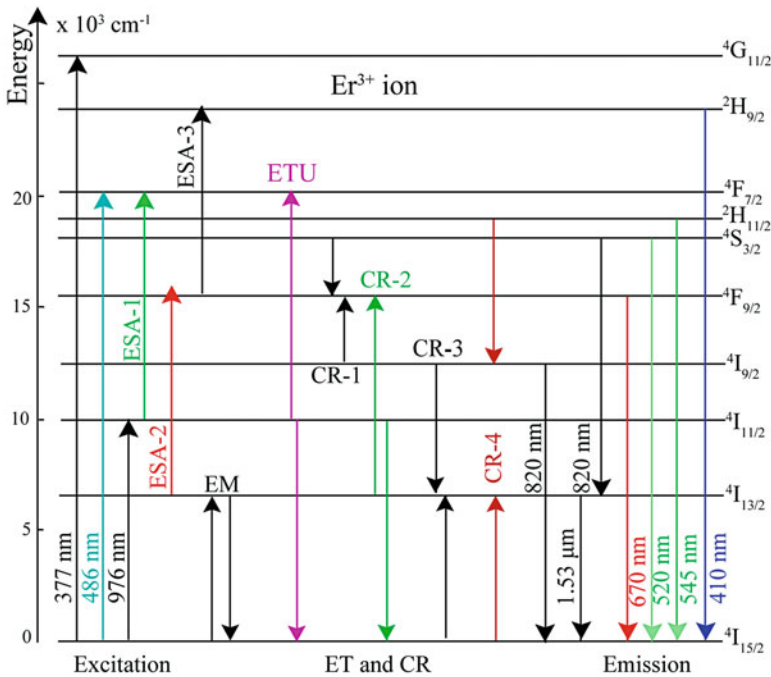 Energy
x 10³ cm⁻¹
Er³⁺ ion
⁴G₁₁/₂
²H₉/₂
⁴F₇/₂
²H₁₁/₂
⁴S₃/₂
⁴F₉/₂
⁴I₉/₂
⁴I₁₁/₂
⁴I₁₃/₂
⁴I₁₅/₂
20
15
10
5
0
377 nm
486 nm
976 nm
ESA-1
ESA-2
ESA-3
EM
ETU
CR-1
CR-2
CR-3
CR-4
820 nm
1.53 μm
820 nm
670 nm
520 nm
545 nm
410 nm
Excitation
ET and CR
Emission